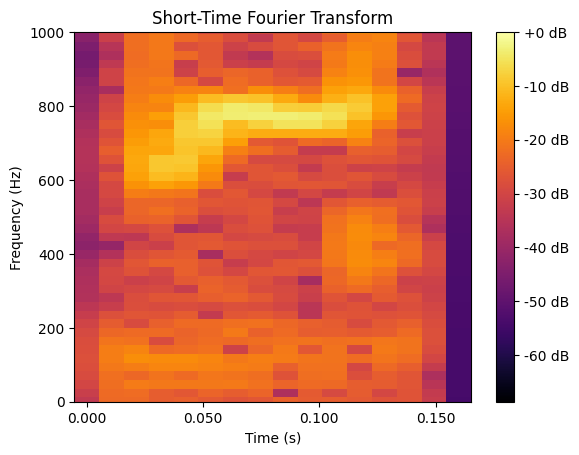 Short-Time Fourier Transform
1000
800
600
400
200
0
Frequency (Hz)
0.000
0.050
0.100
0.150
Time (s)
+0 dB
-10 dB
-20 dB
-30 dB
-40 dB
-50 dB
-60 dB